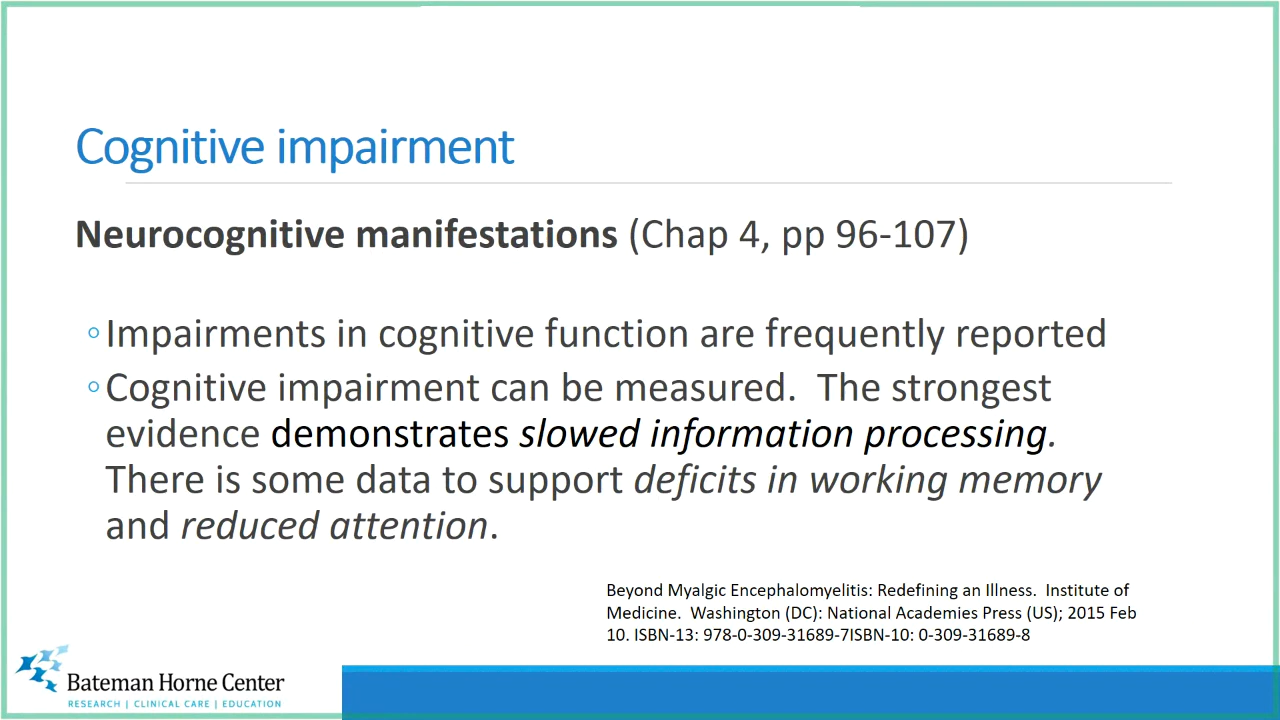 Cognitive impairment
Neurocognitive manifestations (Chap 4, pp 96-107)
◦Impairments in cognitive function are frequently reported
◦Cognitive impairment can be measured.  The strongest
evidence demonstrates slowed information processing.
There is some data to support deficits in working memory
and reduced attention.
Beyond Myalgic Encephalomyelitis: Redefining an Illness.  Institute of
Medicine.  Washington (DC): National Academies Press (US); 2015 Feb
10. ISBN-13: 978-0-309-31689-7ISBN-10: 0-309-31689-8
Bateman Horne Center
RESEARCH | CLINICAL CARE | EDUCATION